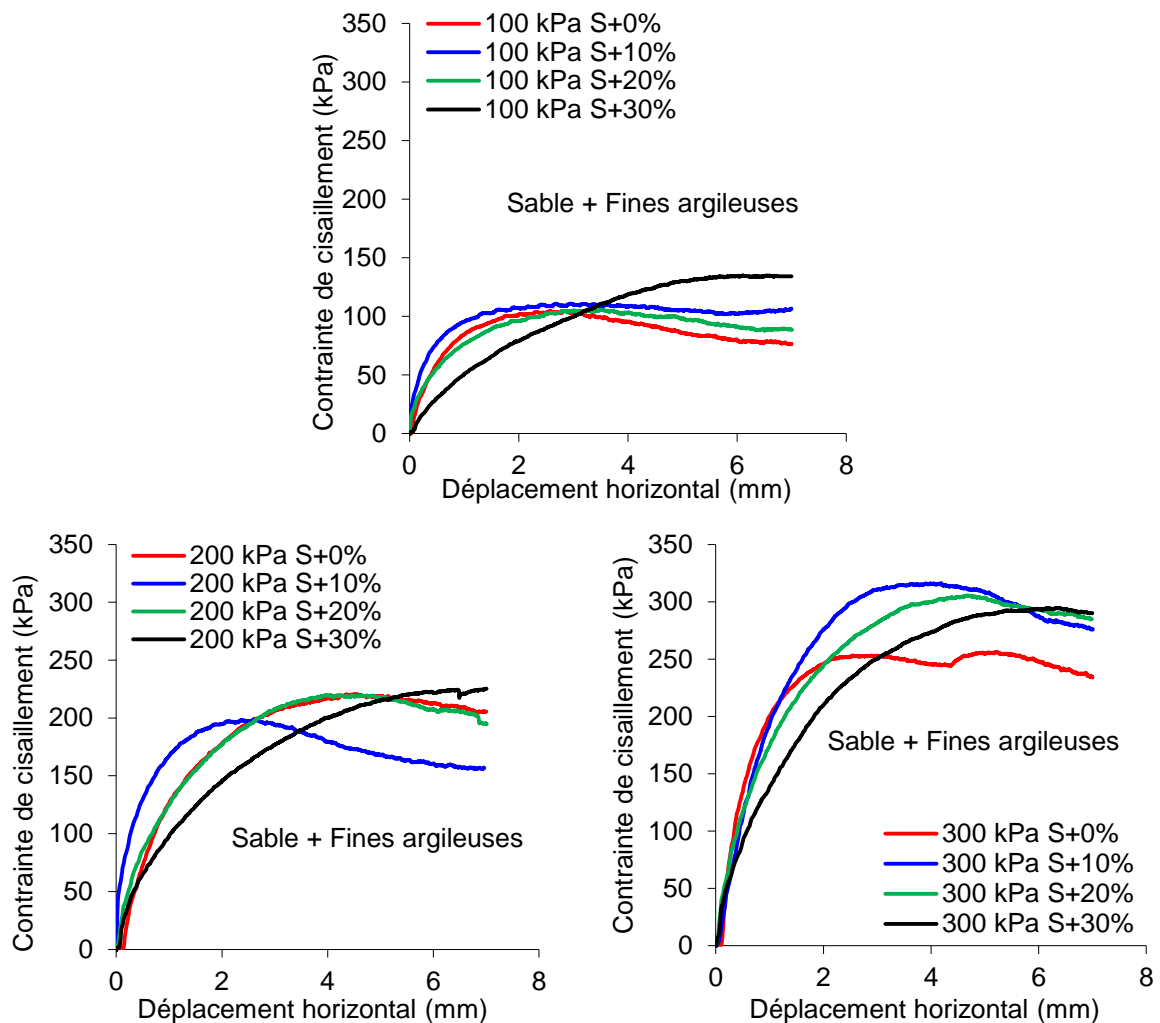 350
300
250
200
150
100
50
0
Contrainte de cisaillement (kPa)
100 kPa S+0%
100 kPa S+10%
100 kPa S+20%
100 kPa S+30%
Sable + Fines argileuses
0 2 4 6 8
Déplacement horizontal (mm)
350
300
250
200
150
100
50
0
Contrainte de cisaillement (kPa)
200 kPa S+0%
200 kPa S+10%
200 kPa S+20%
200 kPa S+30%
Sable + Fines argileuses
0 2 4 6 8
Déplacement horizontal (mm)
350
300
250
200
150
100
50
0
Contrainte de cisaillement (kPa)
Sable + Fines argileuses
300 kPa S+0%
300 kPa S+10%
300 kPa S+20%
300 kPa S+30%
0 2 4 6 8
Déplacement horizontal (mm)